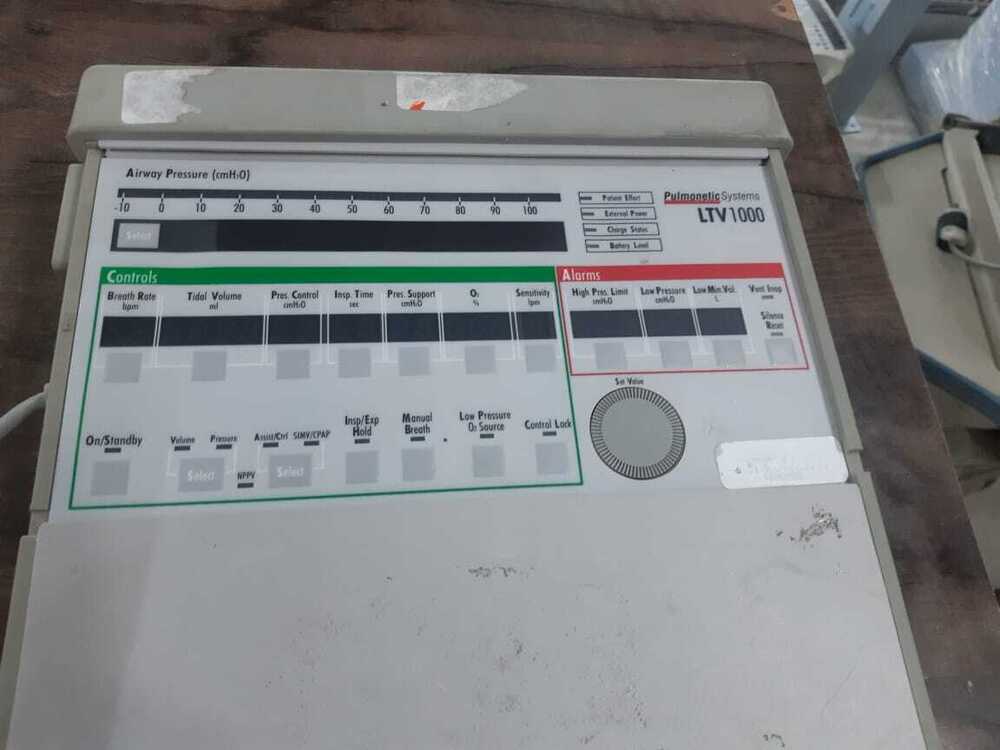 Airway Pressure (cmH2O)
-10 0 10 20 30 40 50 60 70 80 90 100
Select
Patient Effort
External Power
Charge Status
Battery Level
Pulmonetic Systems
LTV1000
Controls
Breath Rate
bpm
Tidal Volume
ml
Pres. Control
cmH2O
Insp. Time
sec
Pres. Support
cmH2O
O2
%
Sensitivity
lpm
Alarms
High Pres. Limit
cmH2O
Low Pressure
cmH2O
Low Min. Vol.
L
Vent Inop
Silence
Reset
Set Value
On/Standby
Volume
Pressure
Select
NPPV
Assist/Ctrl
SIMV/CPAP
Select
Insp/Exp
Hold
Manual
Breath
Low Pressure
O2 Source
Control Lock